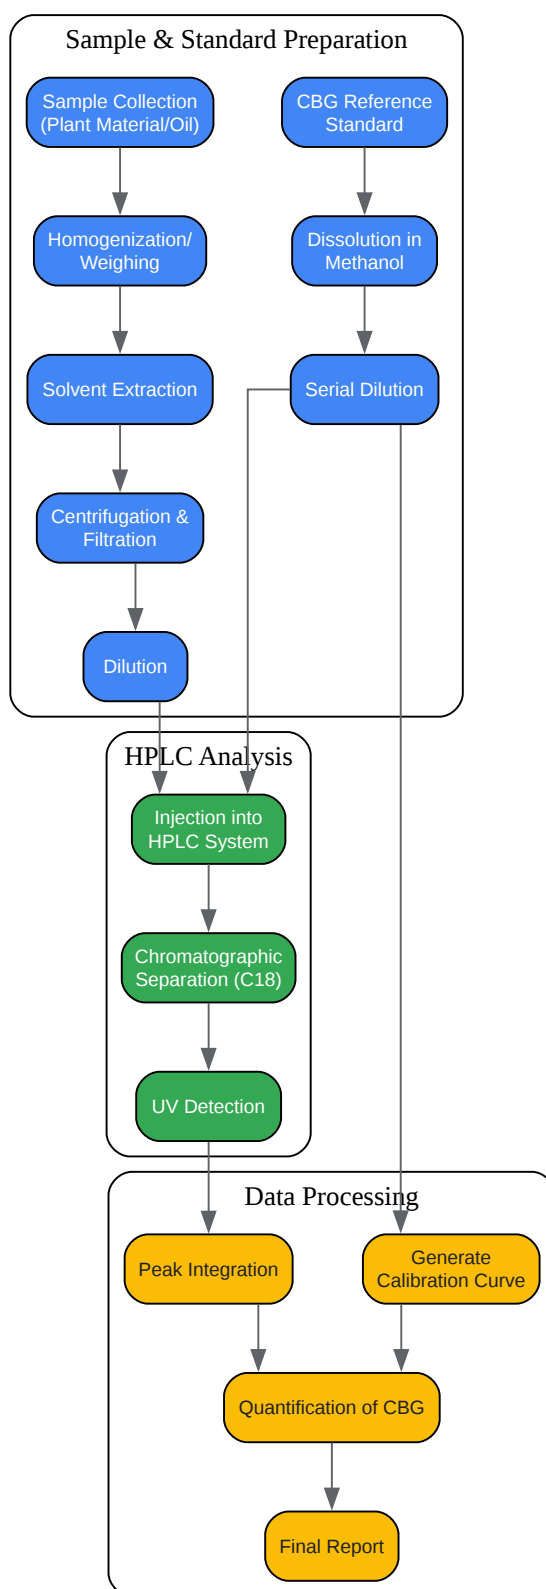 Sample & Standard Preparation
Sample Collection
(Plant Material/Oil)
CBG Reference
Standard
Homogenization/
Weighing
Dissolution in
Methanol
Solvent Extraction
Serial Dilution
Centrifugation &
Filtration
Dilution
HPLC Analysis
Injection into
HPLC System
Chromatographic
Separation (C18)
UV Detection
Data Processing
Peak Integration
Generate
Calibration Curve
Quantification of CBG
Final Report